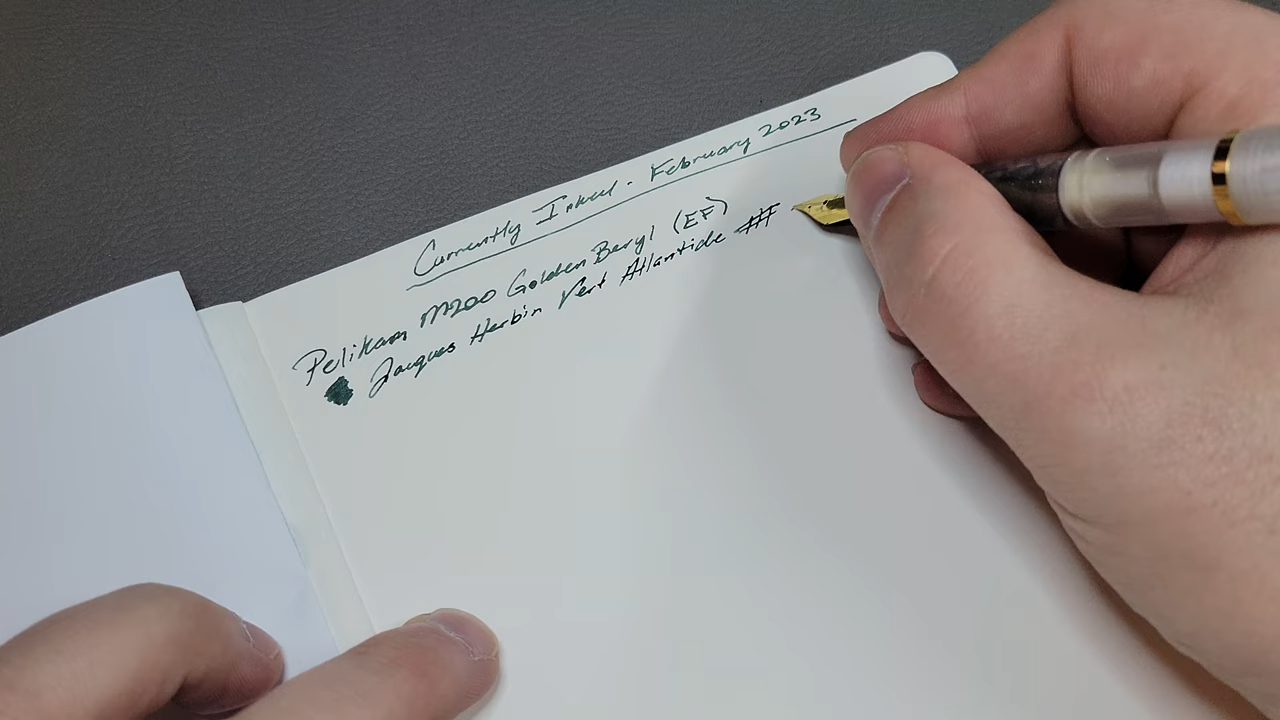 Currently Inked - February 2023
Pelikan M200 Golden Beryl (EF)
Jacques Herbin Vert Atlantide ##